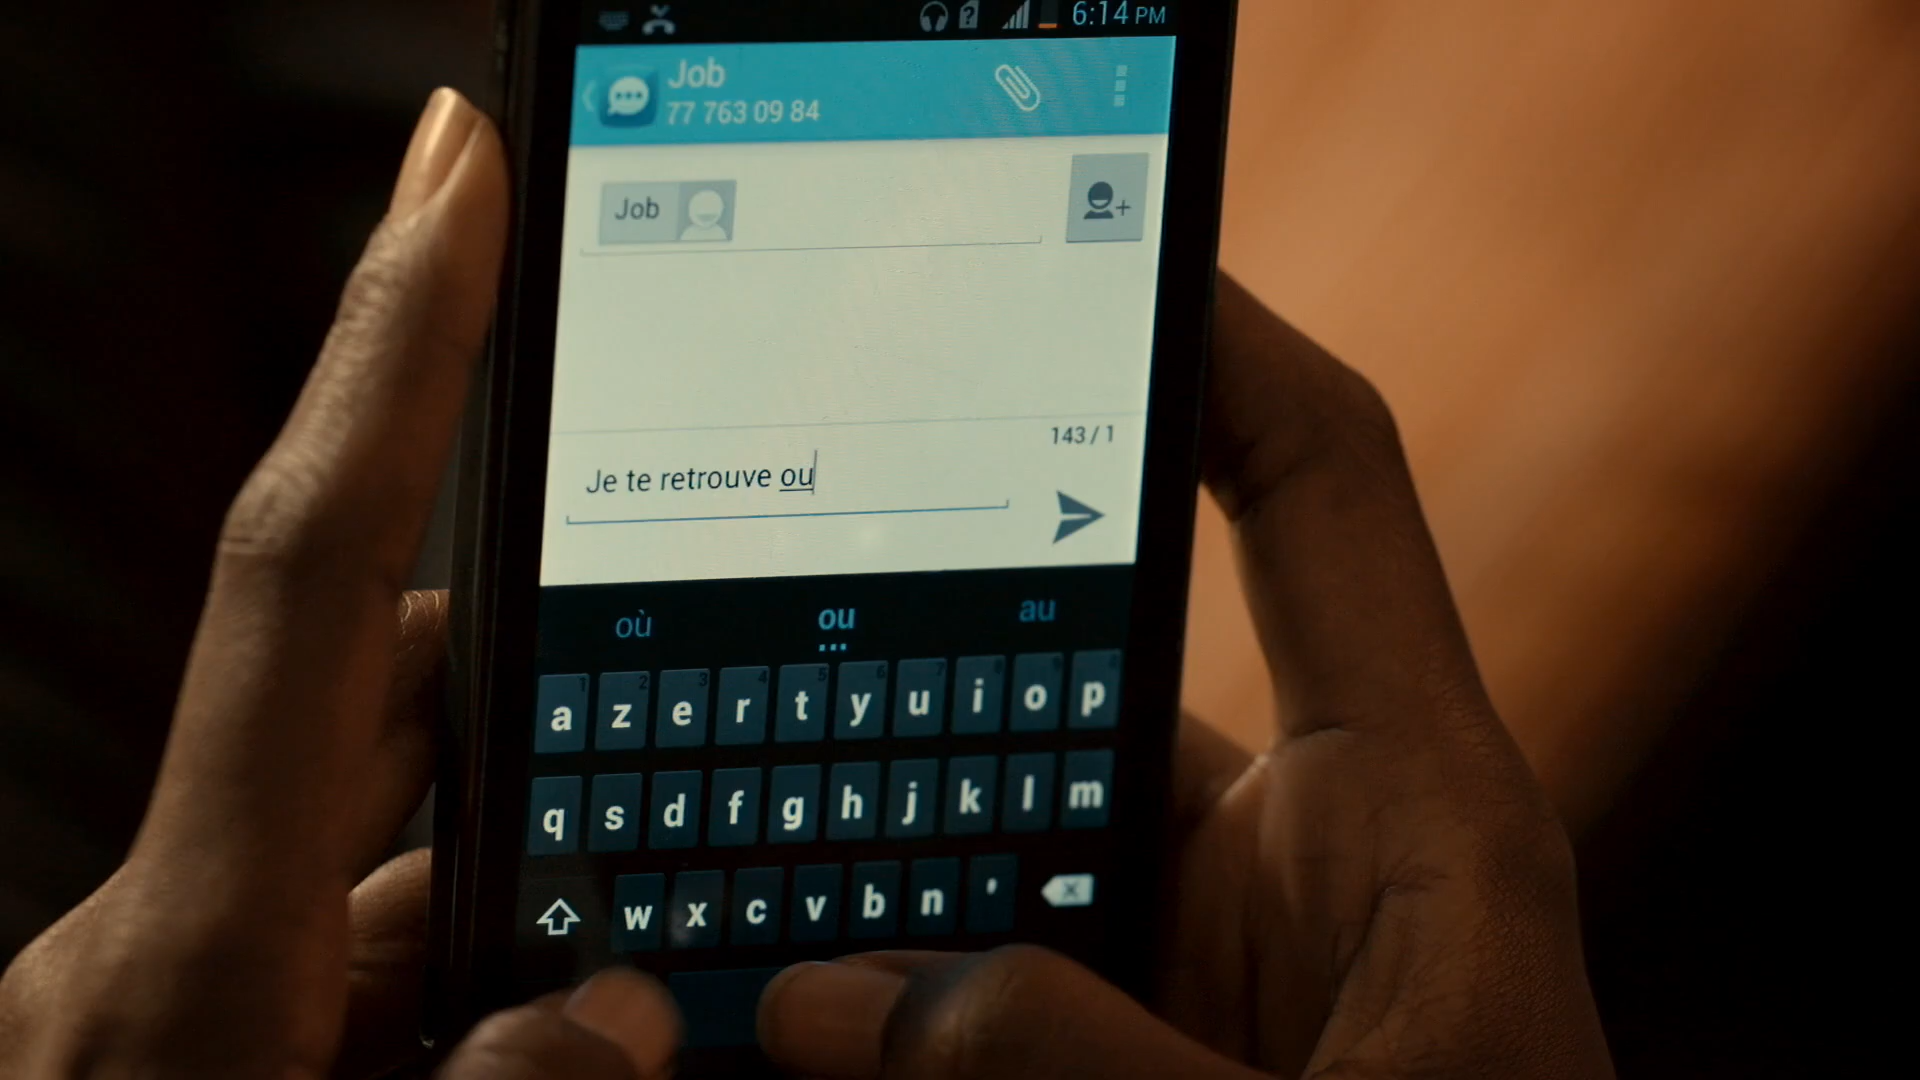 6:14 PM
Job
77 763 09 84
Job
143 / 1
Je te retrouve ou
où ou au
a z e r t y u i o p
q s d f g h j k l m
w x c v b n '